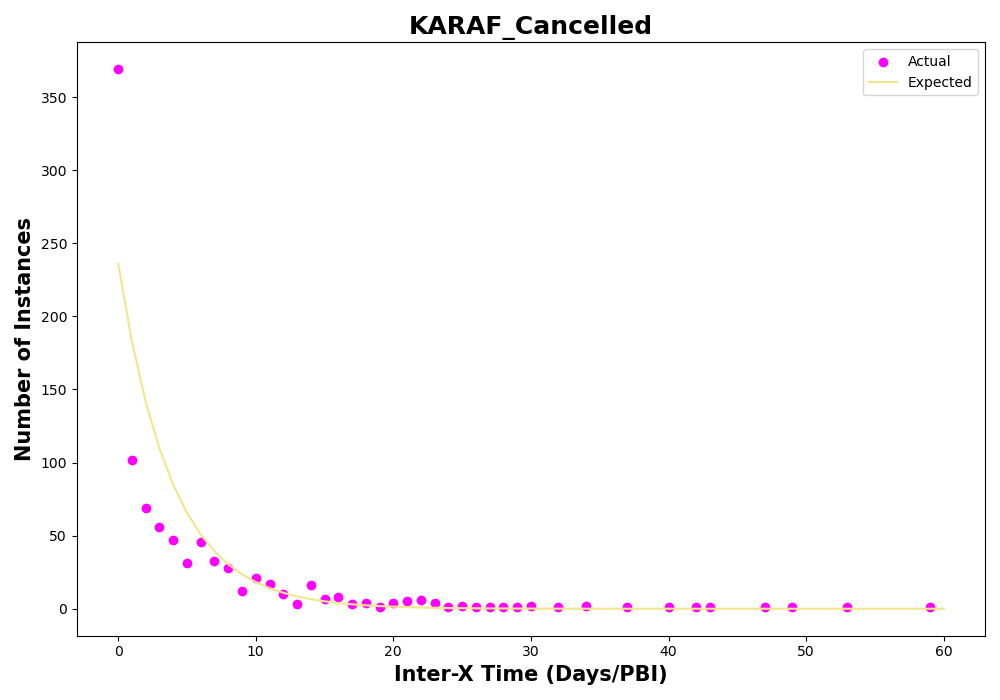 KARAF_Cancelled
Actual
Expected
Number of Instances
350
300
250
200
150
100
50
0
0 10 20 30 40 50 60
Inter-X Time (Days/PBI)